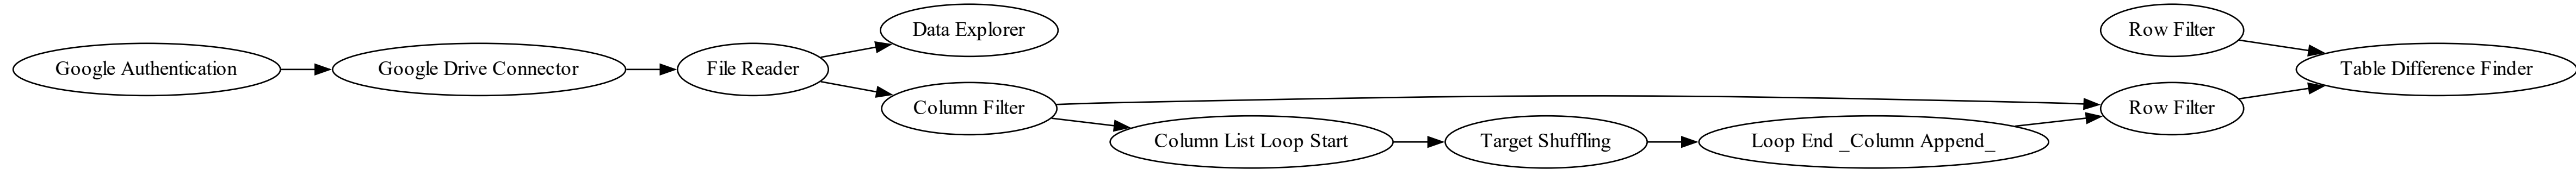 Google Authentication
Google Drive Connector
File Reader
Data Explorer
Column Filter
Column List Loop Start
Target Shuffling
Loop End _Column Append_
Row Filter
Row Filter
Table Difference Finder